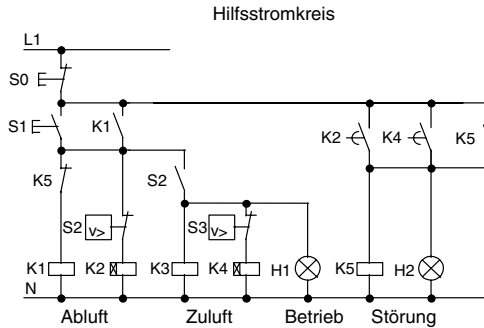 Hilfsstromkreis
L1
S0
S1 K1 K2 K4 K5
K5 S2
S2 v> S3 v>
K1 K2 K3 K4 H1 K5 H2
N
Abluft Zuluft Betrieb Störung